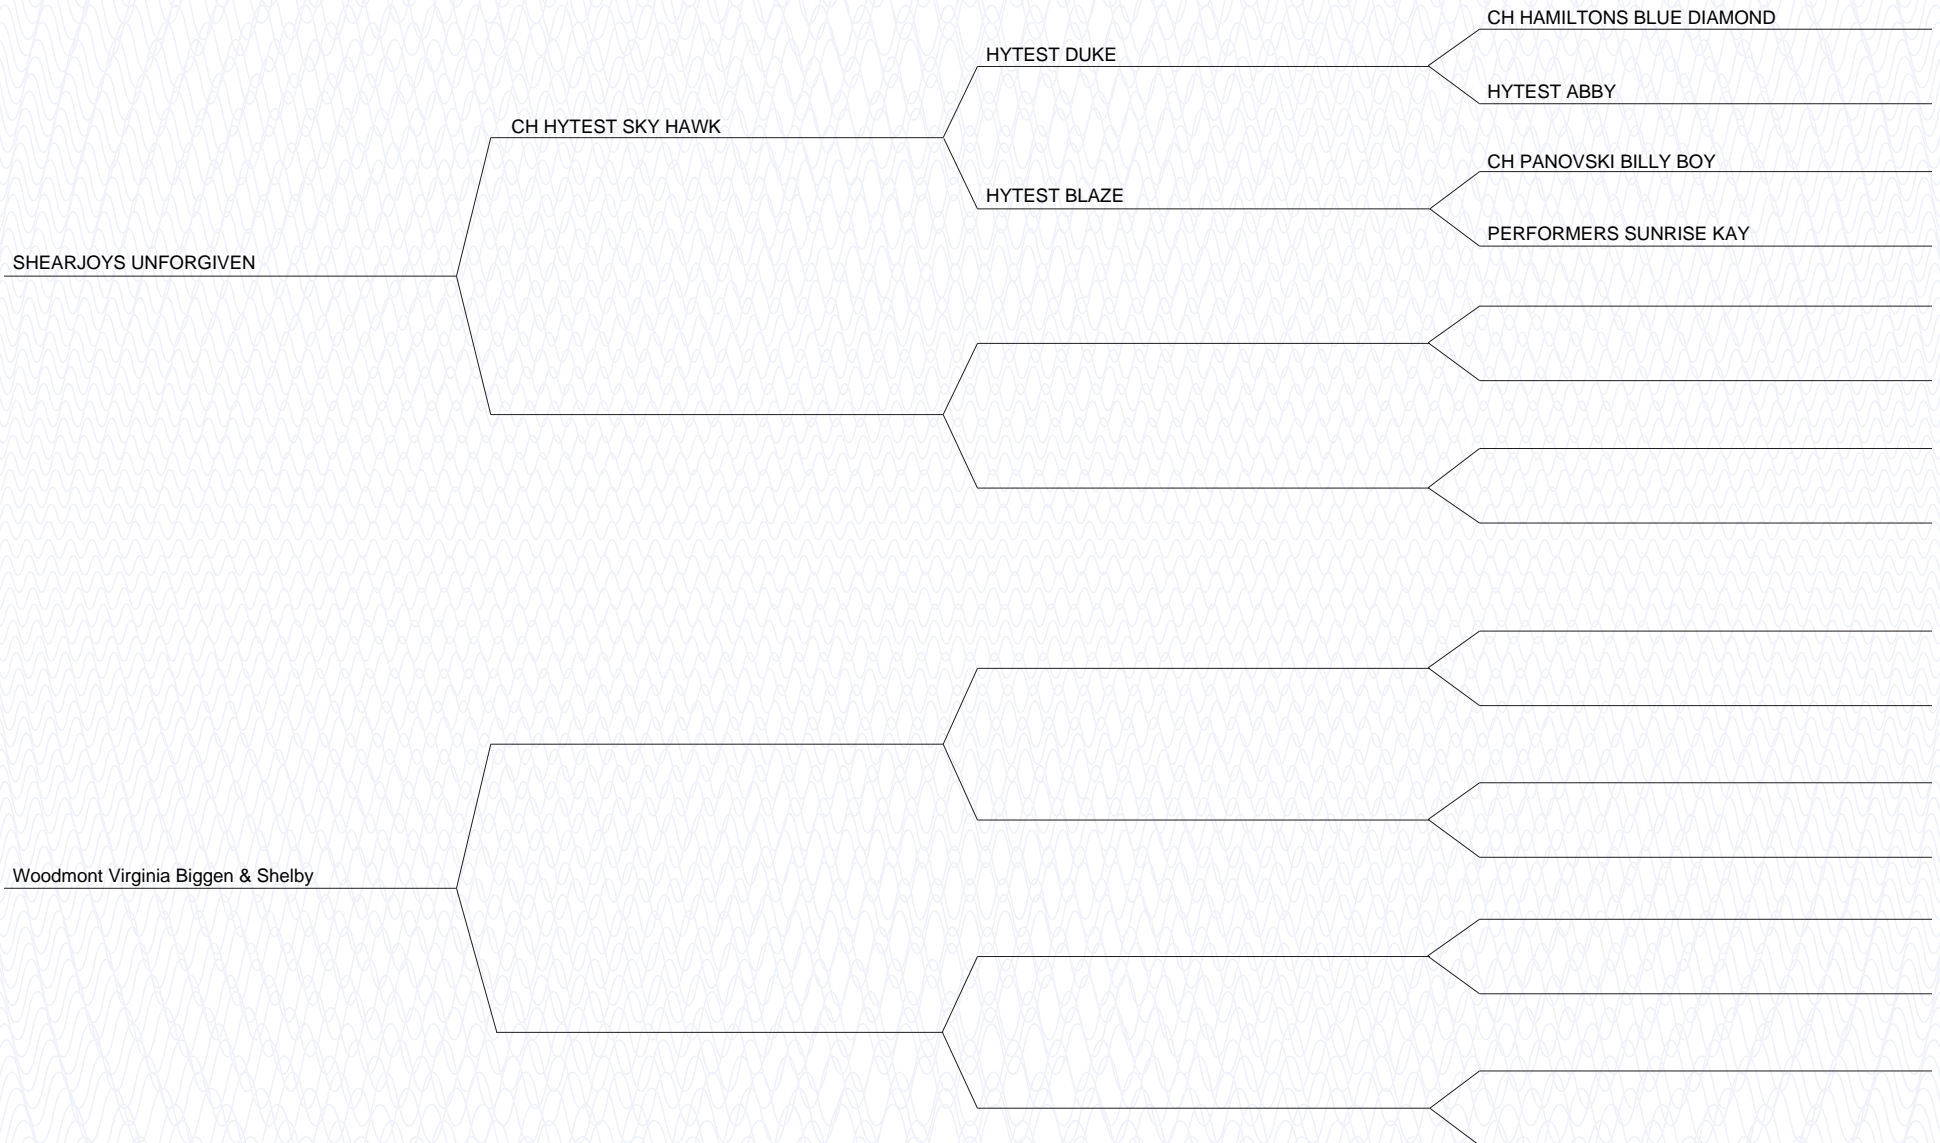 CH HAMILTONS BLUE DIAMOND
HYTEST DUKE
HYTEST ABBY
CH HYTEST SKY HAWK
CH PANOVSKI BILLY BOY
HYTEST BLAZE
PERFORMERS SUNRISE KAY
SHEARJOYS UNFORGIVEN
Woodmont Virginia Biggen & Shelby